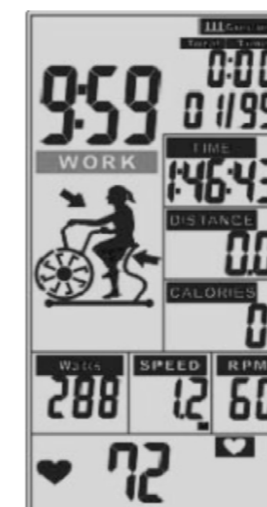 0:00
9:59
01/99
WORK
TIME
1:46:43
DISTANCE
0.0
CALORIES
0
Watts
SPEED
RPM
288
1.2
60
72